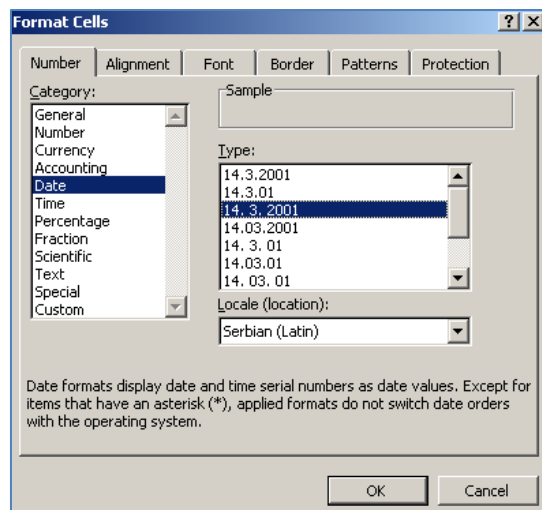 Format Cells
Number Alignment Font Border Patterns Protection
Category:
General
Number
Currency
Accounting
Date
Time
Percentage
Fraction
Scientific
Text
Special
Custom
Sample
Type:
14.3.2001
14.3.01
14. 3. 2001
14.03.2001
14. 3. 01
14.03.01
14. 03. 01
Locale (location):
Serbian (Latin)
Date formats display date and time serial numbers as date values. Except for
items that have an asterisk (*), applied formats do not switch date orders
with the operating system.
OK Cancel